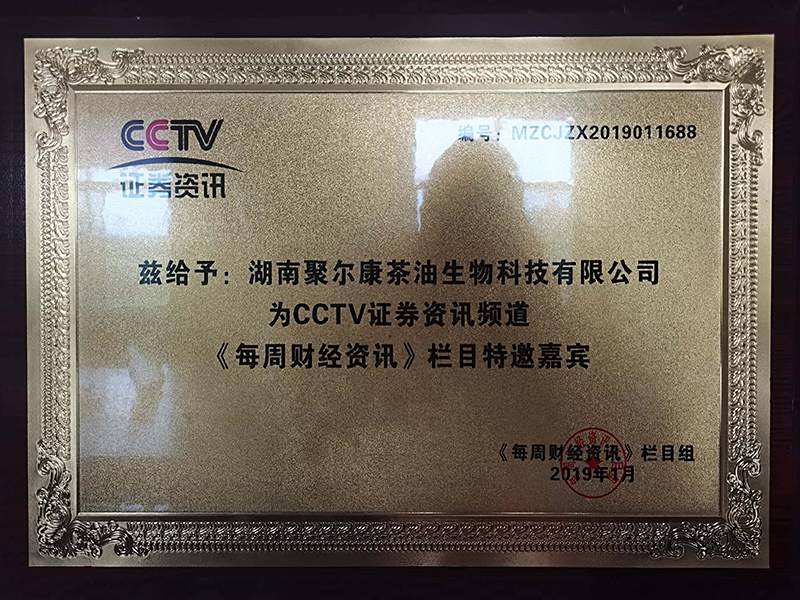 CCTV
证券资讯
编号：MZCJZX2019011688
兹给予：湖南聚尔康茶油生物科技有限公司
为CCTV证券资讯频道
《每周财经资讯》栏目特邀嘉宾
《每周财经资讯》栏目组
2019年1月